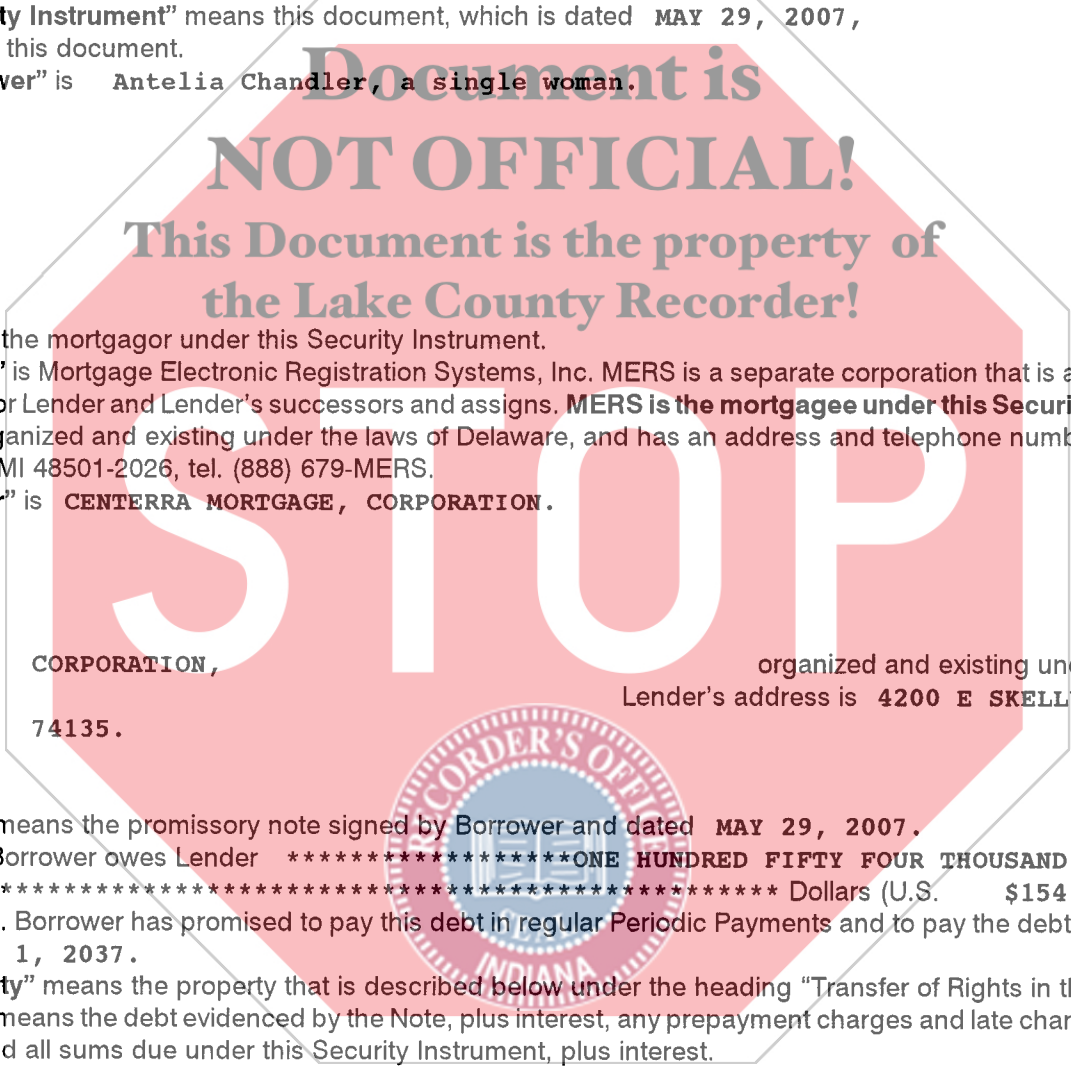 ty Instrument” means this document, which is dated MAY 29, 2007,
this document.
ver” is Antelia Chandler, a single woman.
Document is
NOT OFFICIAL!
This Document is the property of
the Lake County Recorder!
the mortgagor under this Security Instrument.
” is Mortgage Electronic Registration Systems, Inc. MERS is a separate corporation that is a
or Lender and Lender’s successors and assigns. MERS is the mortgagee under this Securi
ganized and existing under the laws of Delaware, and has an address and telephone numb
MI 48501-2026, tel. (888) 679-MERS.
r” is CENTERRA MORTGAGE, CORPORATION.
STOP
CORPORATION, organized and existing und
Lender’s address is 4200 E SKELL
74135.
RECORDER'S OFFICE
means the promissory note signed by Borrower and dated MAY 29, 2007.
Borrower owes Lender ******************ONE HUNDRED FIFTY FOUR THOUSAND
************************************************* Dollars (U.S. $154
. Borrower has promised to pay this debt in regular Periodic Payments and to pay the debt
SEAL
1, 2037.
INDIANA
ty” means the property that is described below under the heading “Transfer of Rights in th
means the debt evidenced by the Note, plus interest, any prepayment charges and late char
d all sums due under this Security Instrument, plus interest.